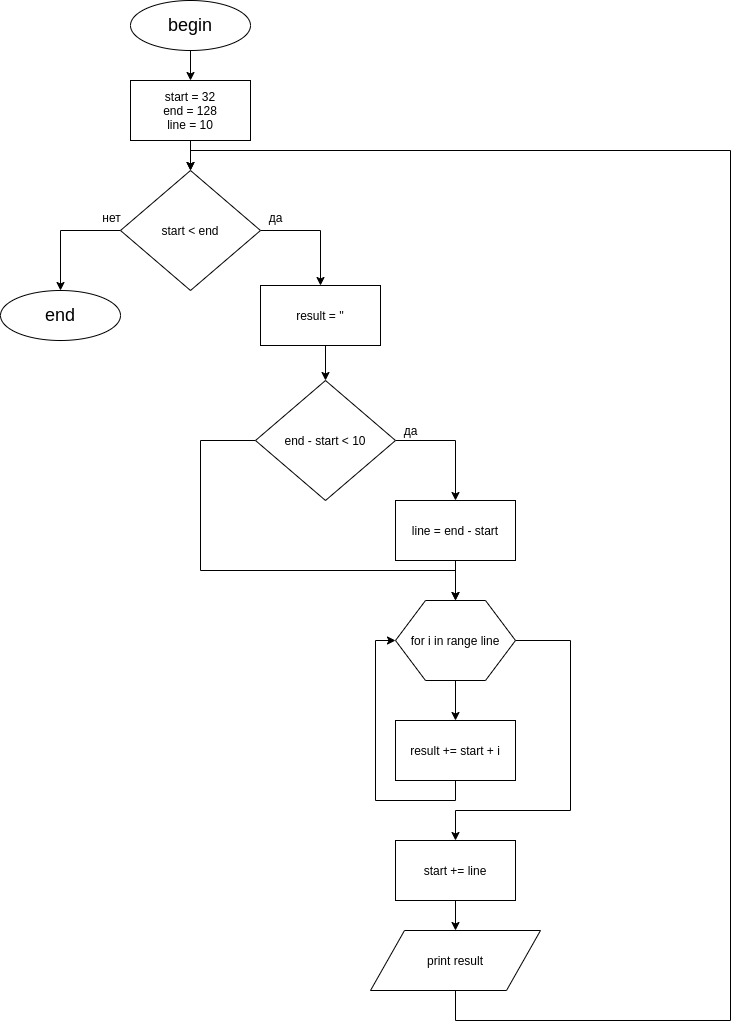 begin
start = 32
end = 128
line = 10
нет
да
start < end
end
result = "
end - start < 10
да
line = end - start
for i in range line
result += start + i
start += line
print result